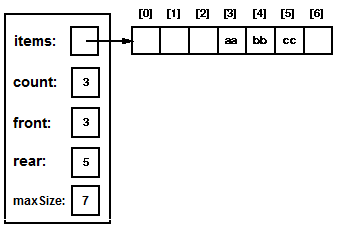 [0] [1] [2] [3] [4] [5] [6]
items: aa bb cc
count: 3
front: 3
rear: 5
maxSize: 7